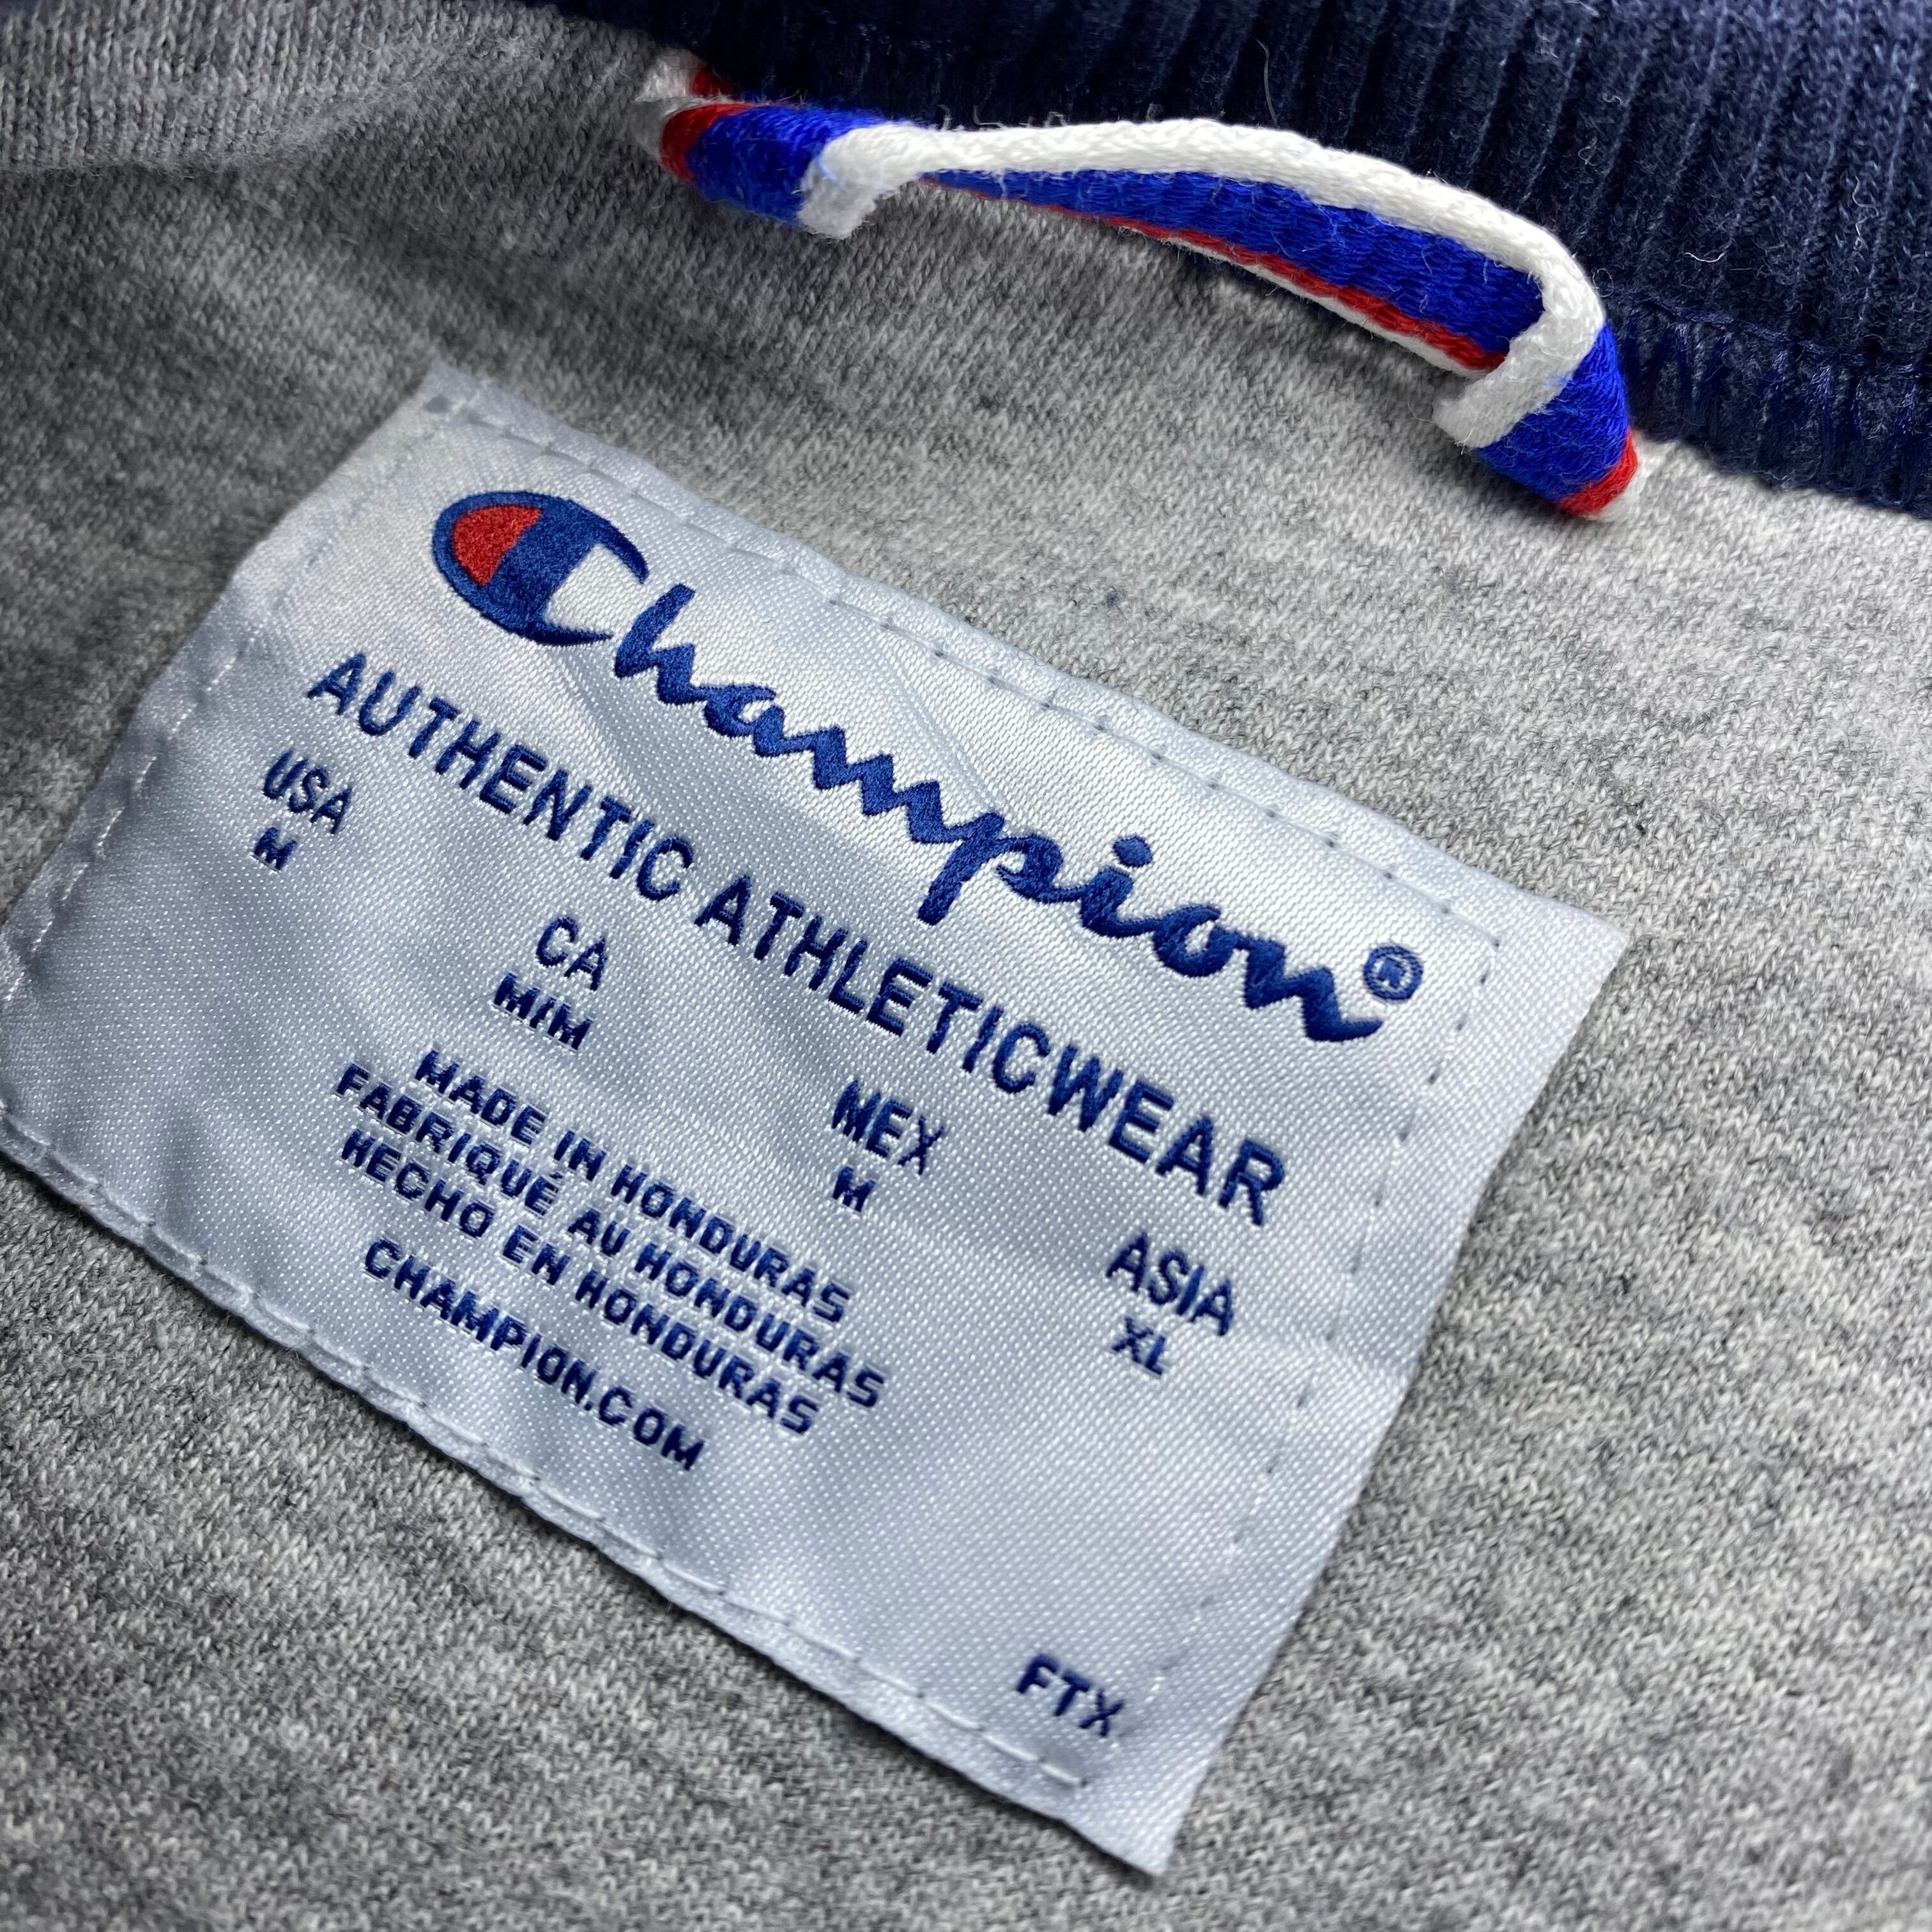 Champion®
AUTHENTIC ATHLETICWEAR
USA CA MEX ASIA
M M/M M XL
MADE IN HONDURAS
FABRIQUÉ AU HONDURAS
HECHO EN HONDURAS
CHAMPION.COM
FTX